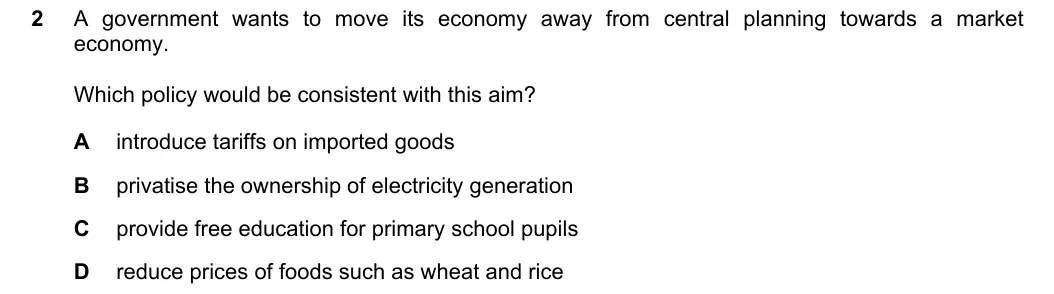 2 A government wants to move its economy away from central planning towards a market
economy.
Which policy would be consistent with this aim?
A introduce tariffs on imported goods
B privatise the ownership of electricity generation
C provide free education for primary school pupils
D reduce prices of foods such as wheat and rice